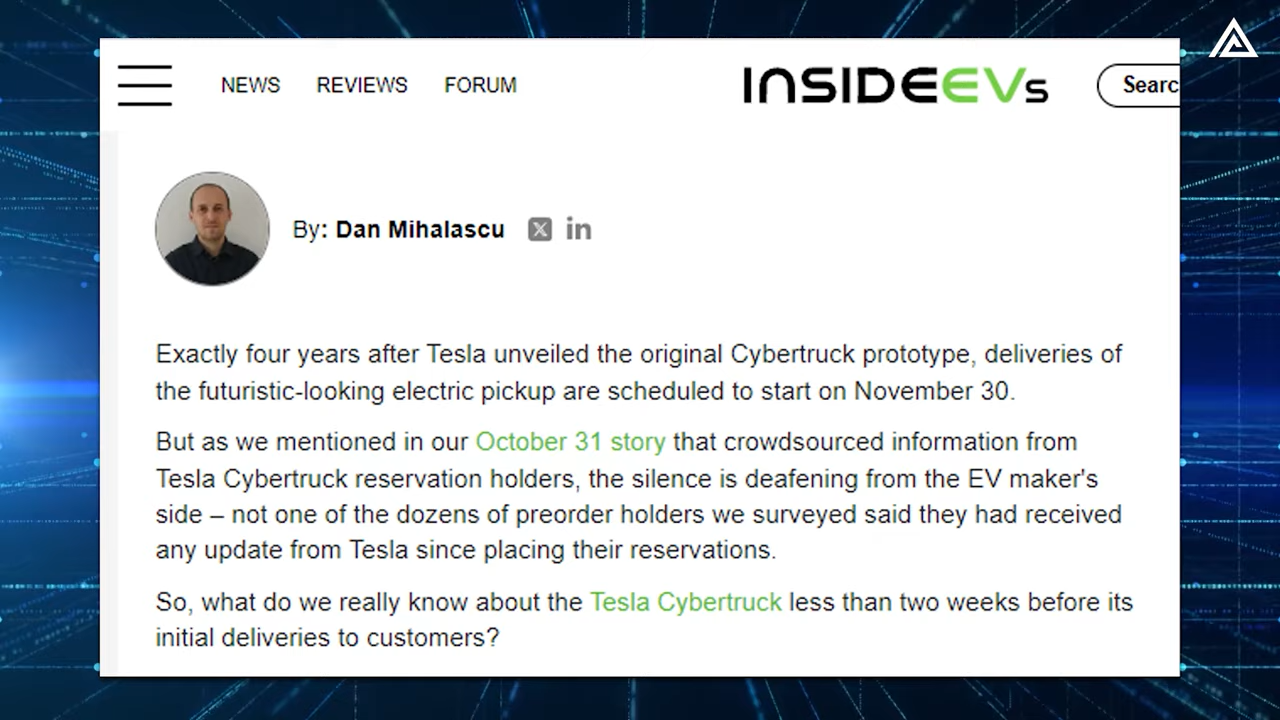 NEWS REVIEWS FORUM INSIDEEVs Searc
By: Dan Mihalascu
Exactly four years after Tesla unveiled the original Cybertruck prototype, deliveries of
the futuristic-looking electric pickup are scheduled to start on November 30.
But as we mentioned in our October 31 story that crowdsourced information from
Tesla Cybertruck reservation holders, the silence is deafening from the EV maker's
side – not one of the dozens of preorder holders we surveyed said they had received
any update from Tesla since placing their reservations.
So, what do we really know about the Tesla Cybertruck less than two weeks before its
initial deliveries to customers?